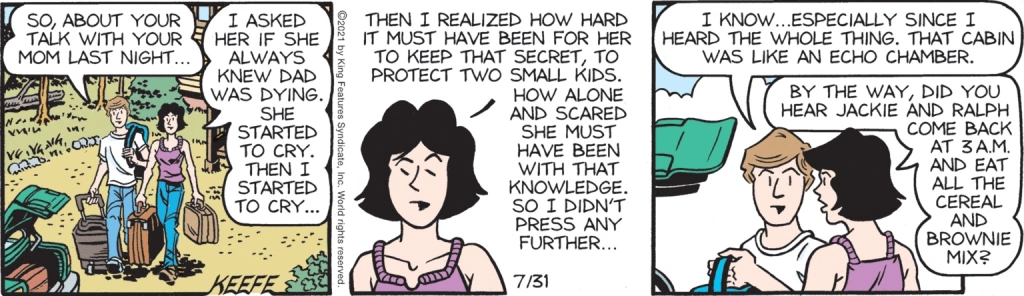 SO, ABOUT YOUR
TALK WITH YOUR
MOM LAST NIGHT...
I ASKED
HER IF SHE
ALWAYS
KNEW DAD
WAS DYING.
SHE
STARTED
TO CRY.
THEN I
STARTED
TO CRY...
KEEFE
©2021 by King Features Syndicate, Inc. World rights reserved.
THEN I REALIZED HOW HARD
IT MUST HAVE BEEN FOR HER
TO KEEP THAT SECRET, TO
PROTECT TWO SMALL KIDS.
HOW ALONE
AND SCARED
SHE MUST
HAVE BEEN
WITH THAT
KNOWLEDGE.
SO I DIDN'T
PRESS ANY
FURTHER...
7/31
I KNOW...ESPECIALLY SINCE I
HEARD THE WHOLE THING. THAT CABIN
WAS LIKE AN ECHO CHAMBER.
BY THE WAY, DID YOU
HEAR JACKIE AND RALPH
COME BACK
AT 3 A.M.
AND EAT
ALL THE
CEREAL
AND
BROWNIE
MIX?